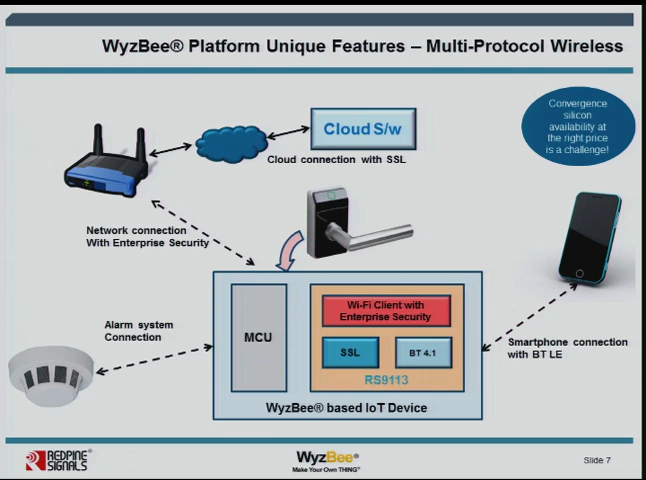 WyzBee® Platform Unique Features – Multi-Protocol Wireless
Convergence
silicon
availability at
the right price
is a challenge!
Cloud S/w
Cloud connection with SSL
Network connection
With Enterprise Security
Alarm system
Connection
MCU
Wi-Fi Client with
Enterprise Security
SSL
BT 4.1
RS9113
WyzBee® based IoT Device
Smartphone connection
with BT LE
REDPINE®
SIGNALS
WyzBee®
Make Your Own THING®
Slide 7